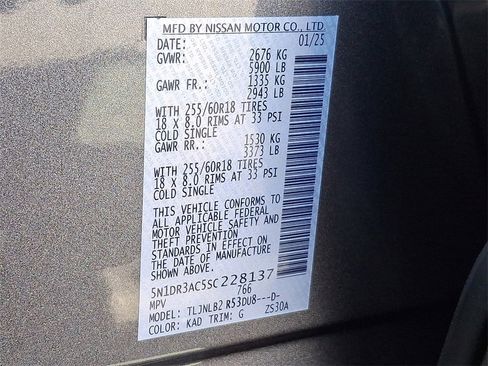 MFD BY NISSAN MOTOR CO., LTD.
DATE: 01/25
GVWR: 2676 KG
5900 LB
GAWR FR.: 1335 KG
2943 LB
WITH 255/60R18 TIRES
18 X 8.0 RIMS AT 33 PSI
COLD SINGLE
GAWR RR.: 1530 KG
3373 LB
WITH 255/60R18 TIRES
18 X 8.0 RIMS AT 33 PSI
COLD SINGLE
THIS VEHICLE CONFORMS TO
ALL APPLICABLE FEDERAL
MOTOR VEHICLE SAFETY AND
THEFT PREVENTION
STANDARDS IN EFFECT ON
THE DATE OF MANUFACTURE
SHOWN ABOVE.
5N1DR3AC5SC228137
MPV 766
MODEL: TLJNLB2 R53DU8---D-
COLOR: KAD TRIM: G ZS30A